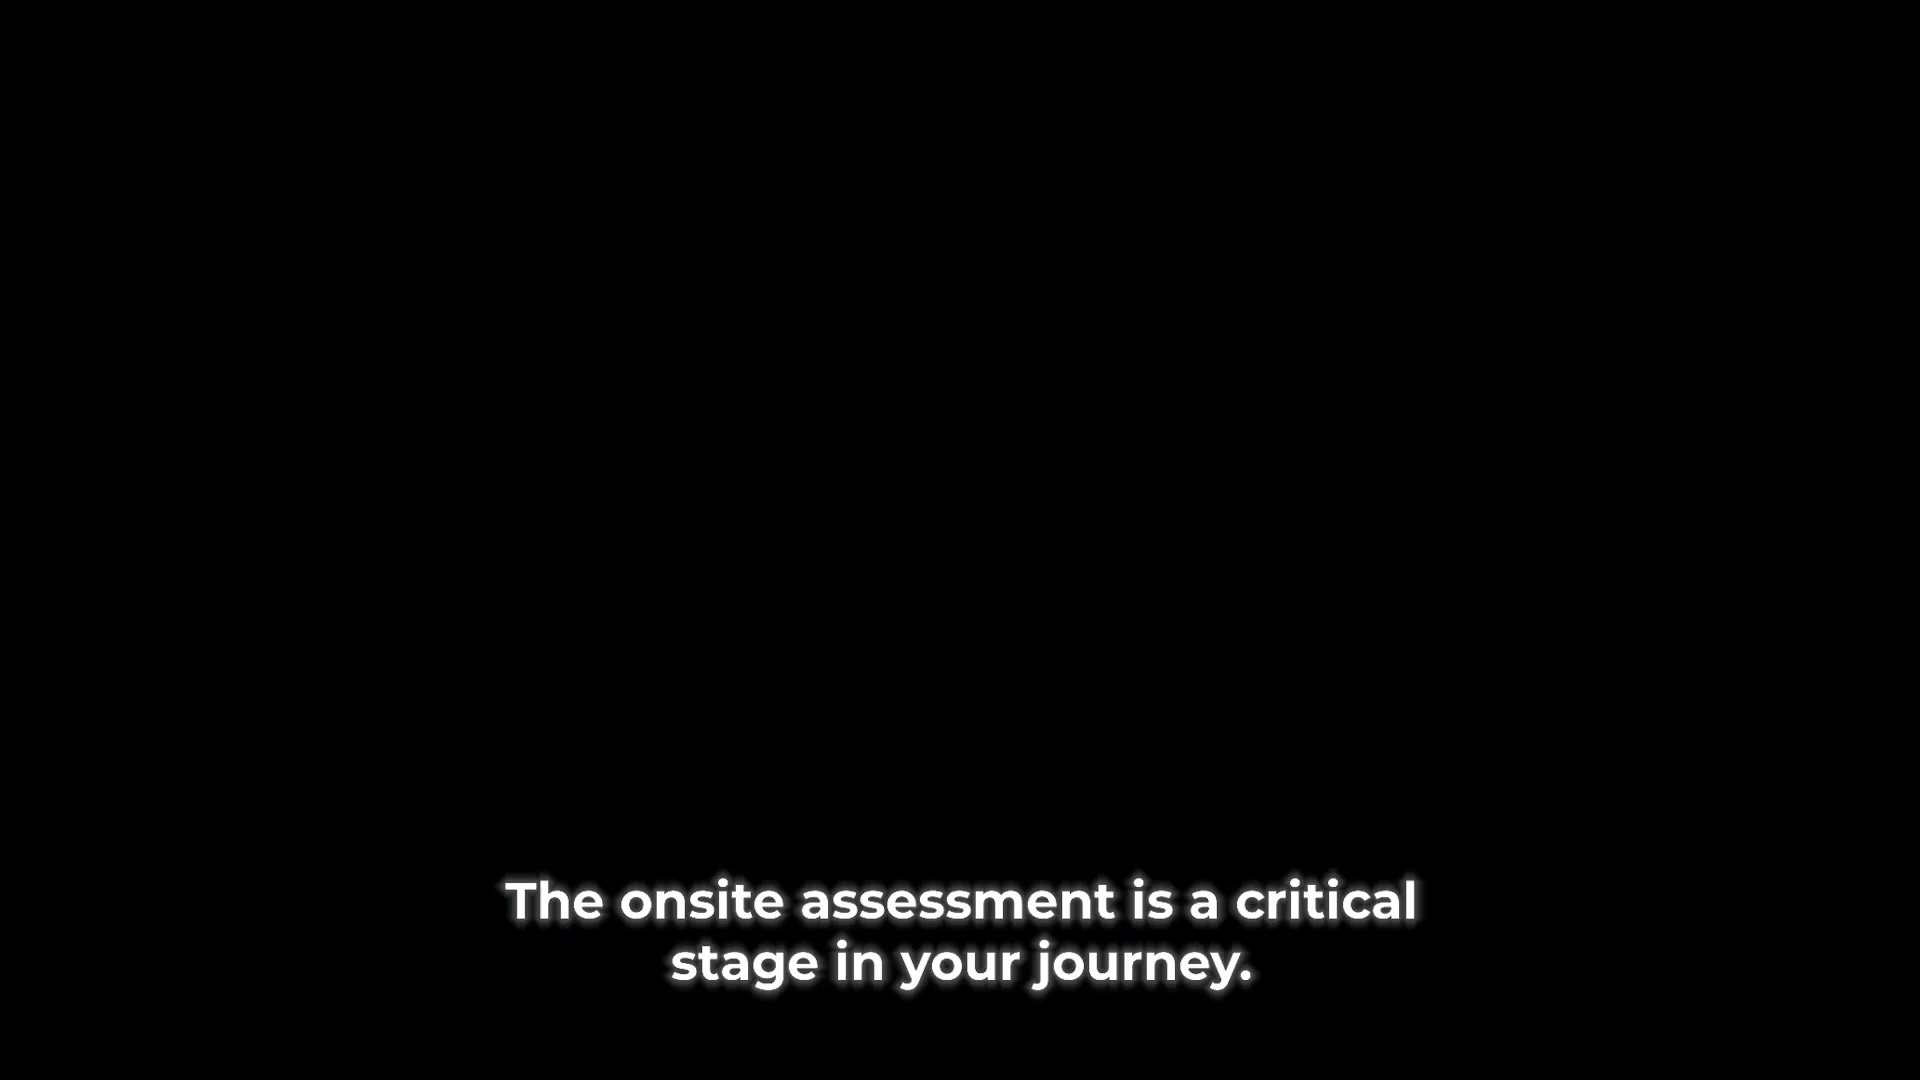 The onsite assessment is a critical
stage in your journey.